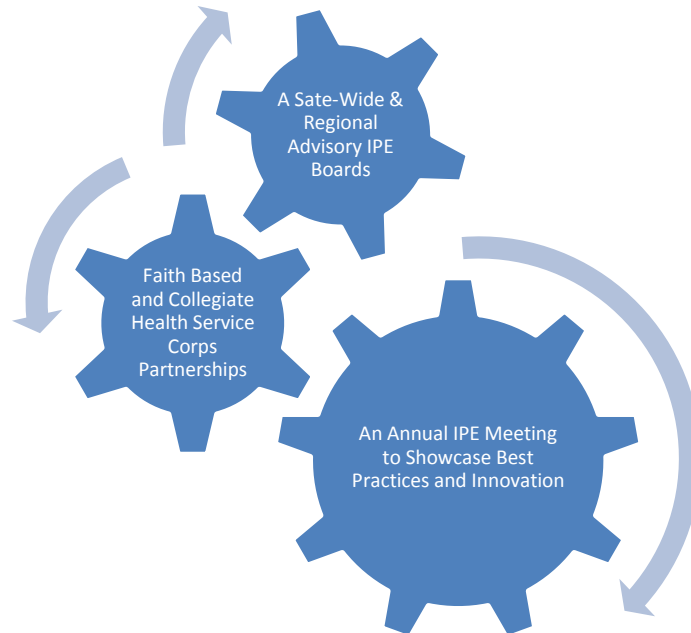 A Sate-Wide &
Regional
Advisory IPE
Boards
Faith Based
and Collegiate
Health Service
Corps
Partnerships
An Annual IPE Meeting
to Showcase Best
Practices and Innovation